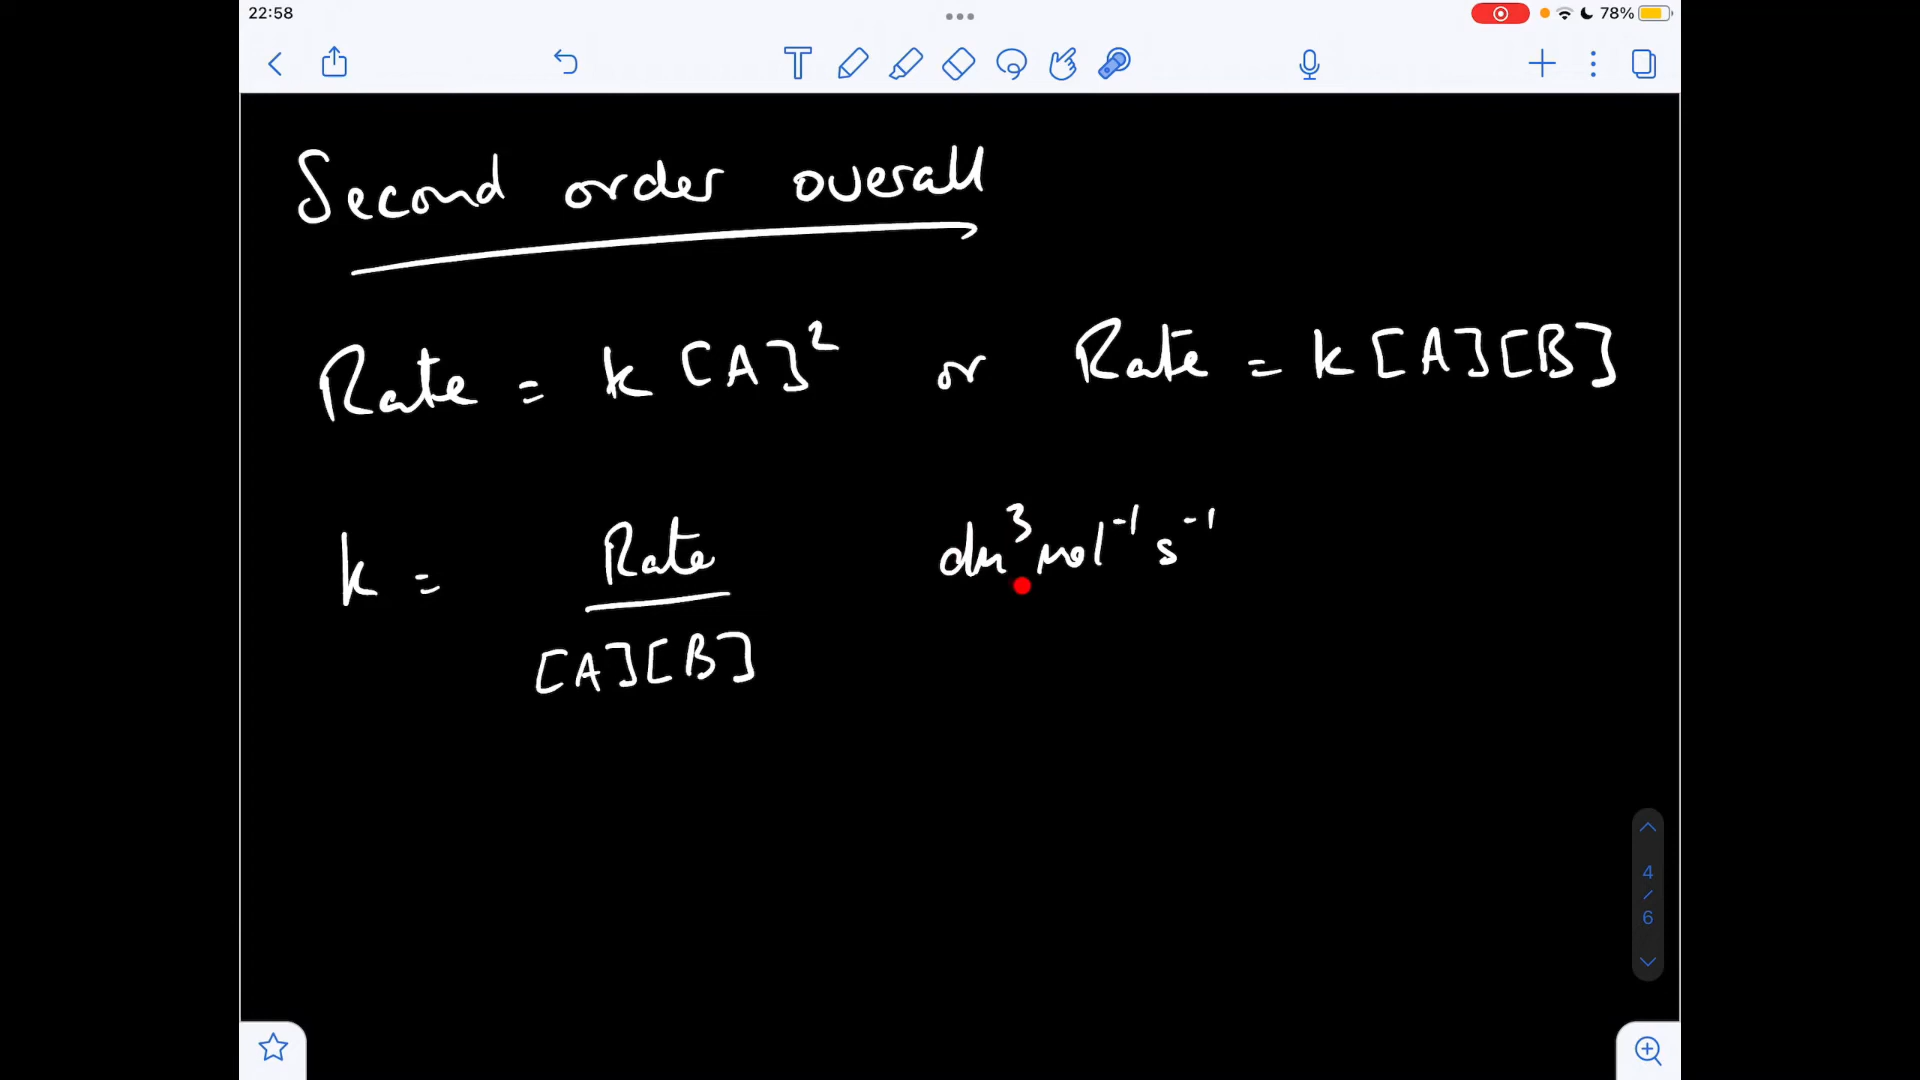 22:58
78%
Second order overall
Rate = k [A]² or Rate = k [A][B]
k = Rate / [A][B] dm³ mol⁻¹ s⁻¹
4 / 6